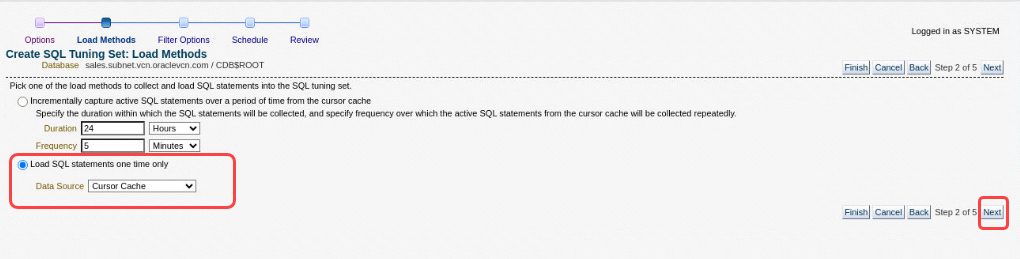 Options Load Methods Filter Options Schedule Review
Logged in as SYSTEM
Create SQL Tuning Set: Load Methods
Database sales.subnet.vcn.oraclevcn.com / CDB$ROOT
Finish Cancel Back Step 2 of 5 Next
Pick one of the load methods to collect and load SQL statements into the SQL tuning set.
Incrementally capture active SQL statements over a period of time from the cursor cache
Specify the duration within which the SQL statements will be collected, and specify frequency over which the active SQL statements from the cursor cache will be collected repeatedly.
Duration 24 Hours
Frequency 5 Minutes
Load SQL statements one time only
Data Source Cursor Cache
Finish Cancel Back Step 2 of 5 Next